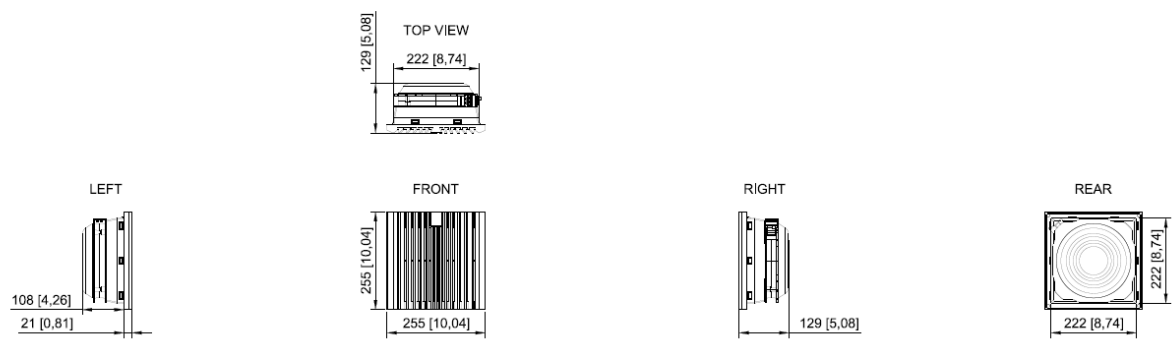 TOP VIEW
129 [5,08]
222 [8,74]
LEFT
FRONT
RIGHT
REAR
255 [10,04]
222 [8,74]
108 [4,26]
21 [0,81]
255 [10,04]
129 [5,08]
222 [8,74]